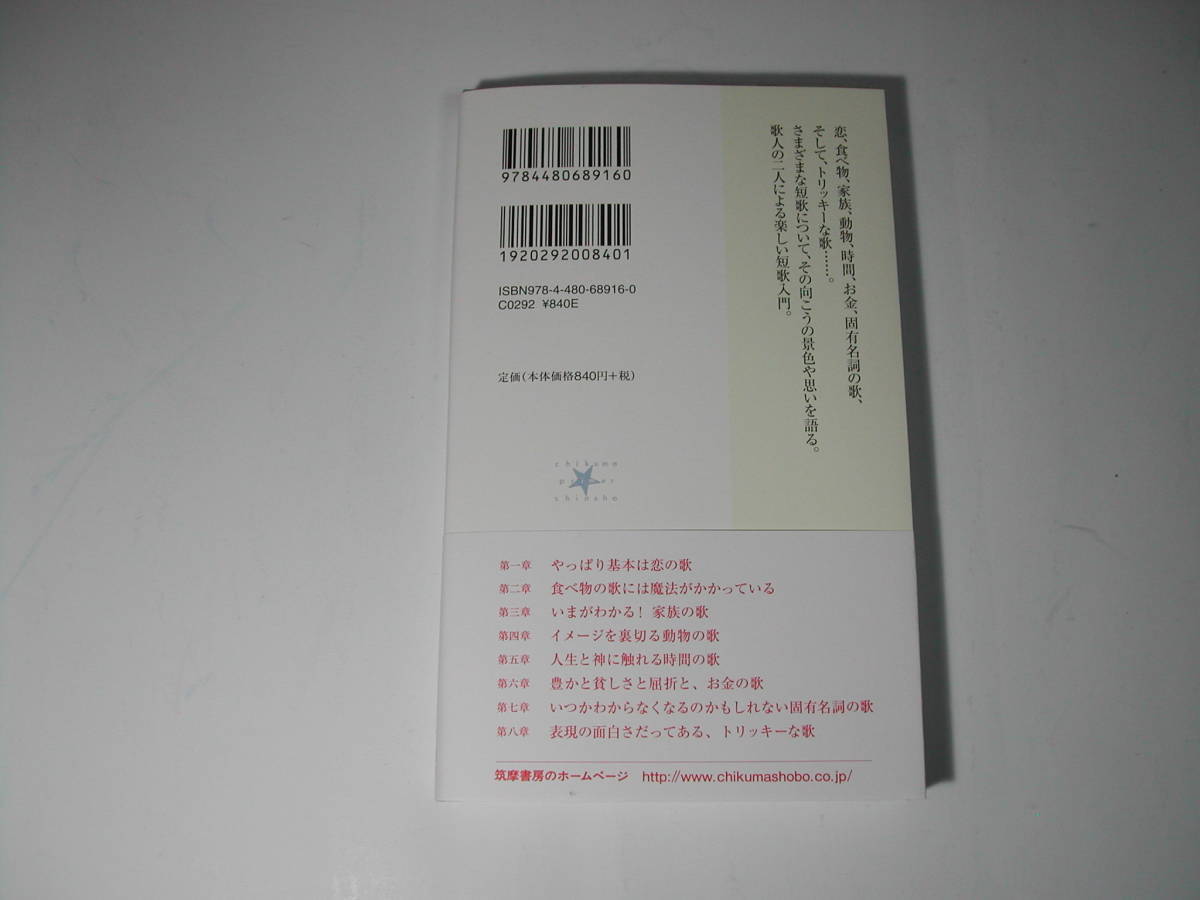 恋、食べ物、家族、動物、時間、お金、固有名詞の歌、
そして、トリッキーな歌……。
さまざまな短歌について、その向こうの景色や思いを語る。
歌人の二人による楽しい短歌入門。
9784480689160
1920292008401
ISBN978-4-480-68916-0
C0292 ¥840E
定価(本体価格840円+税)
chikuma
primer
shinsho
第一章 やっぱり基本は恋の歌
第二章 食べ物の歌には魔法がかかっている
第三章 いまがわかる! 家族の歌
第四章 イメージを裏切る動物の歌
第五章 人生と神に触れる時間の歌
第六章 豊かと貧しさと屈折と、お金の歌
第七章 いつかわからなくなるのかもしれない固有名詞の歌
第八章 表現の面白さだってある、トリッキーな歌
筑摩書房のホームページ http://www.chikumashobo.co.jp/